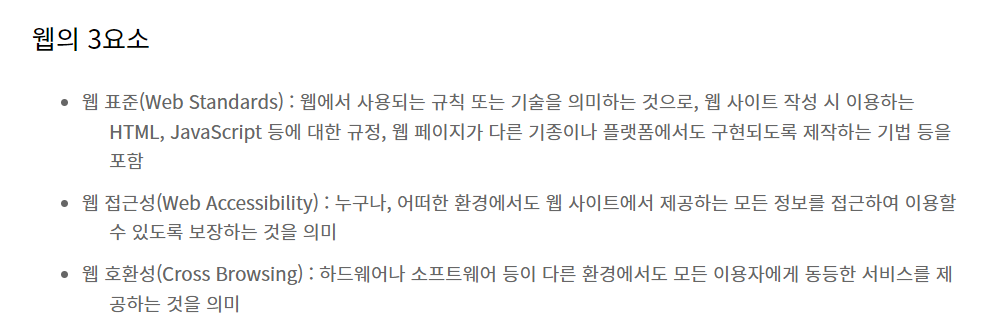 웹의 3요소
• 웹 표준(Web Standards) : 웹에서 사용되는 규칙 또는 기술을 의미하는 것으로, 웹 사이트 작성 시 이용하는
HTML, JavaScript 등에 대한 규정, 웹 페이지가 다른 기종이나 플랫폼에서도 구현되도록 제작하는 기법 등을
포함
• 웹 접근성(Web Accessibility) : 누구나, 어떠한 환경에서도 웹 사이트에서 제공하는 모든 정보를 접근하여 이용할
수 있도록 보장하는 것을 의미
• 웹 호환성(Cross Browsing) : 하드웨어나 소프트웨어 등이 다른 환경에서도 모든 이용자에게 동등한 서비스를 제
공하는 것을 의미